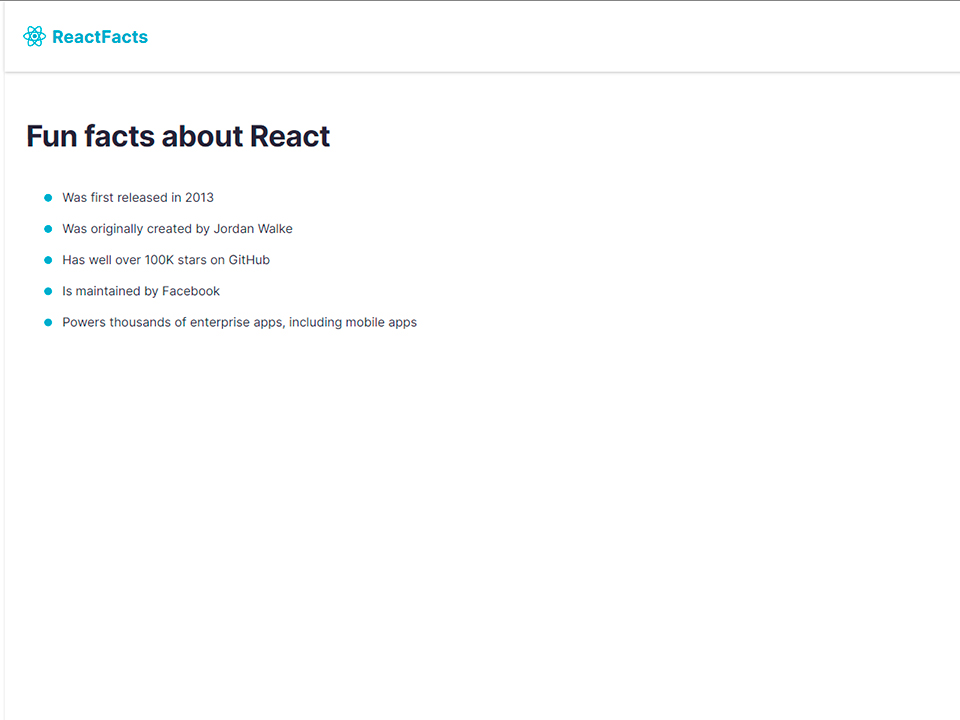 ReactFacts
Fun facts about React
Was first released in 2013
Was originally created by Jordan Walke
Has well over 100K stars on GitHub
Is maintained by Facebook
Powers thousands of enterprise apps, including mobile apps